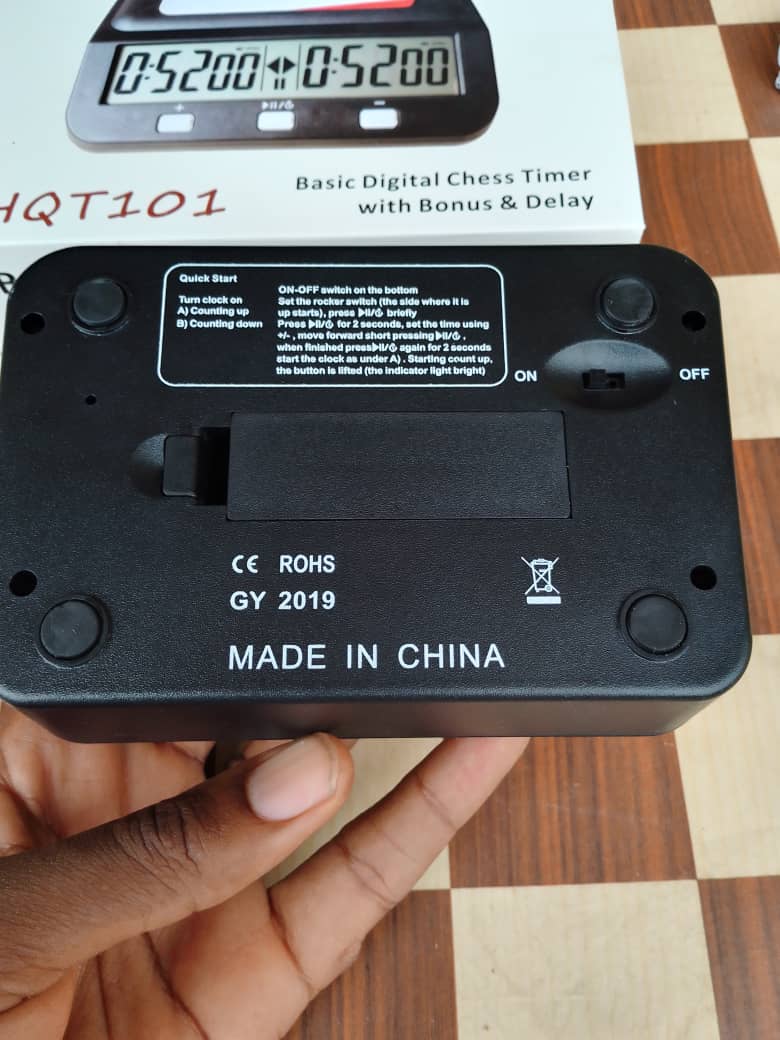 0:5200 0:5200
+ ▶II/⏻ −
HQT101
Basic Digital Chess Timer
with Bonus & Delay
Quick Start
ON-OFF switch on the bottom
Turn clock on Set the rocker switch (the side where it is
A) Counting up up starts), press ▶II/⏻ briefly
B) Counting down Press ▶II/⏻ for 2 seconds, set the time using
+/- , move forward short pressing ▶II/⏻ ,
when finished press▶II/⏻ again for 2 seconds
start the clock as under A) . Starting count up,
the button is lifted (the indicator light bright)
ON OFF
CE ROHS
GY 2019
MADE IN CHINA